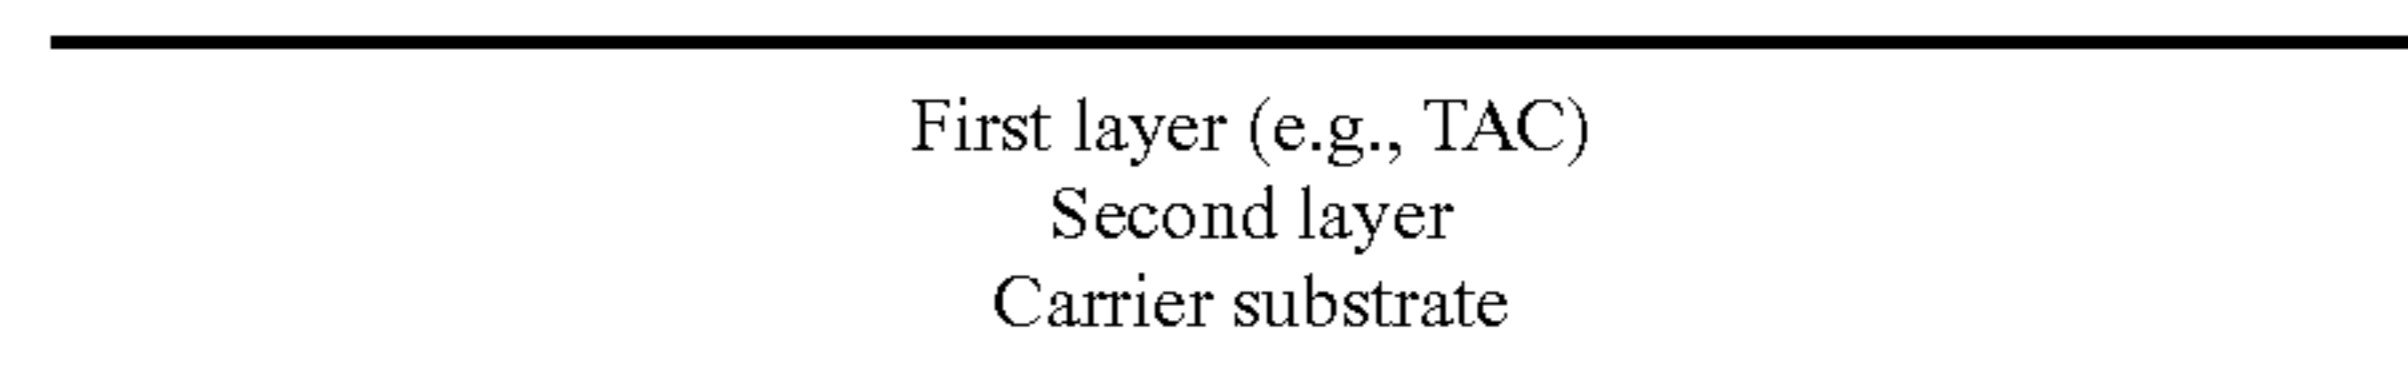 First layer (e.g., TAC)
Second layer
Carrier substrate